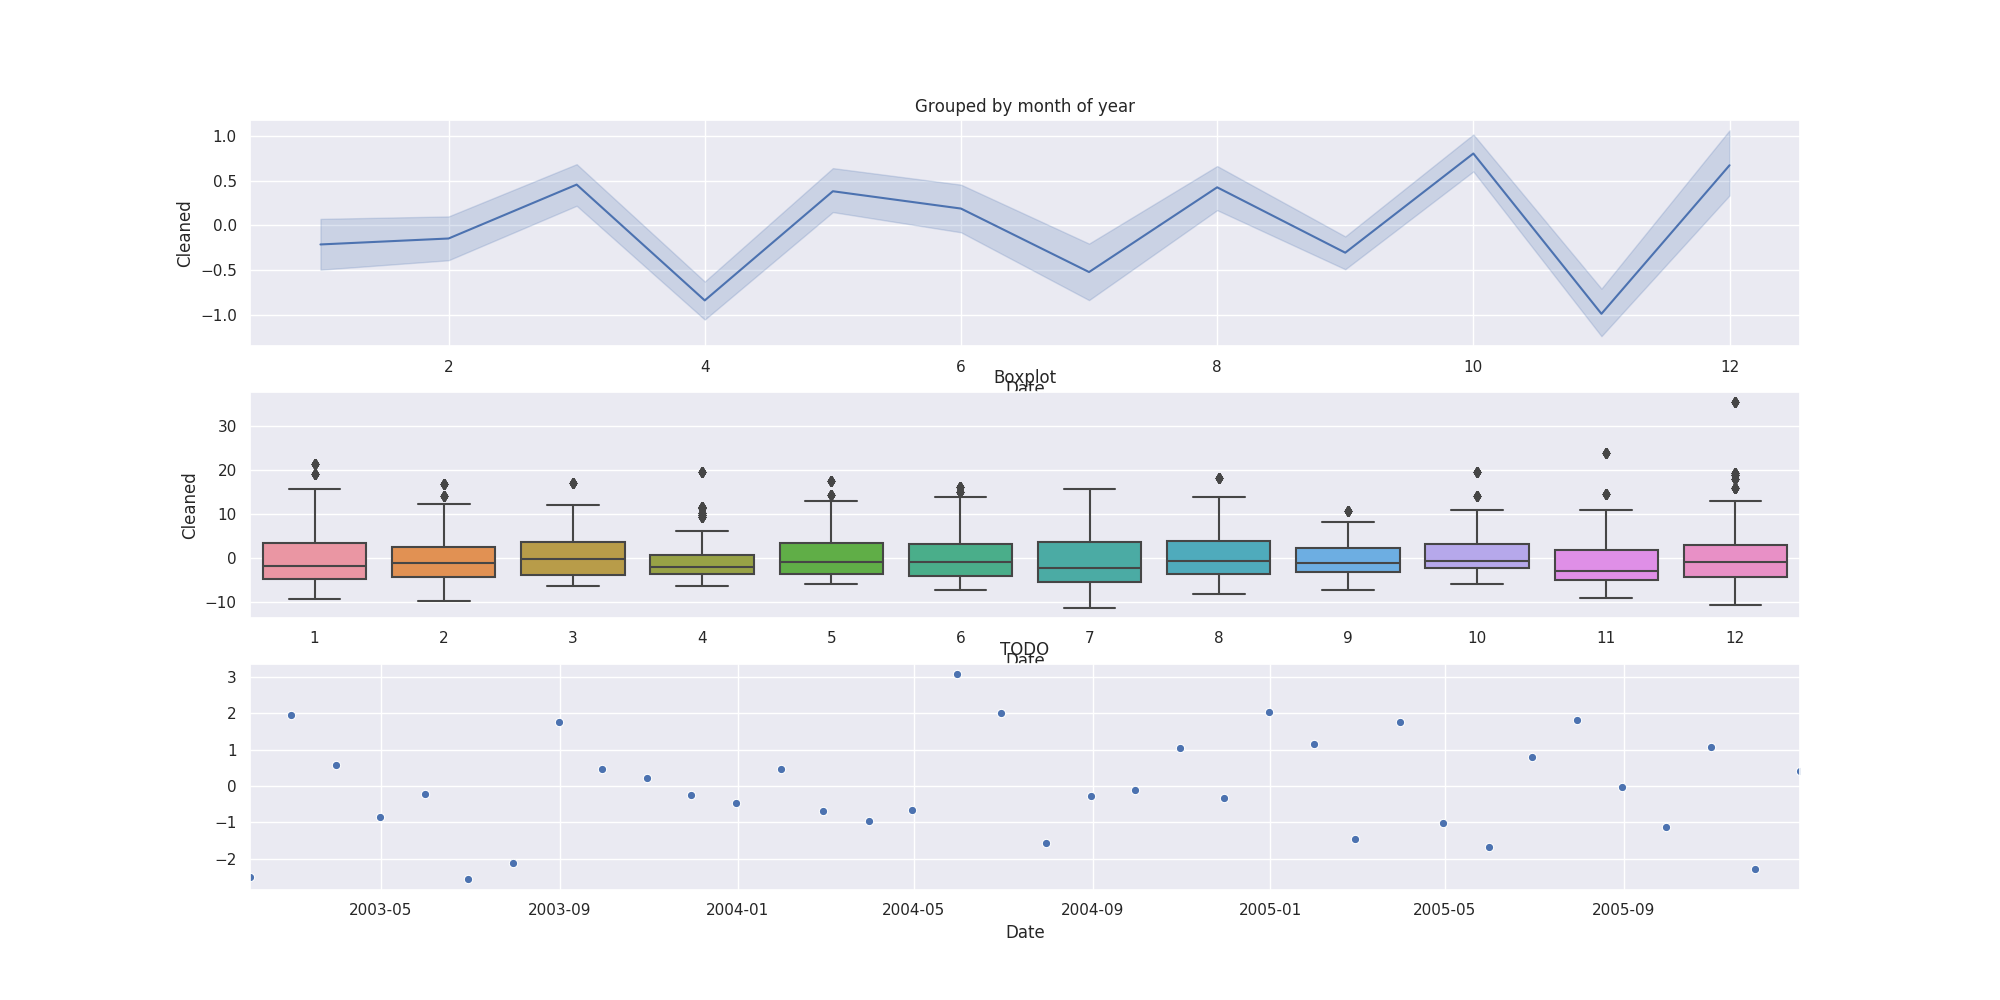 Grouped by month of year
Cleaned
1.0
0.5
0.0
−0.5
−1.0
2 4 6 8 10 12
Date
Boxplot
Cleaned
30
20
10
0
−10
1 2 3 4 5 6 7 8 9 10 11 12
Date
TODO
3
2
1
0
−1
−2
2003-05 2003-09 2004-01 2004-05 2004-09 2005-01 2005-05 2005-09
Date